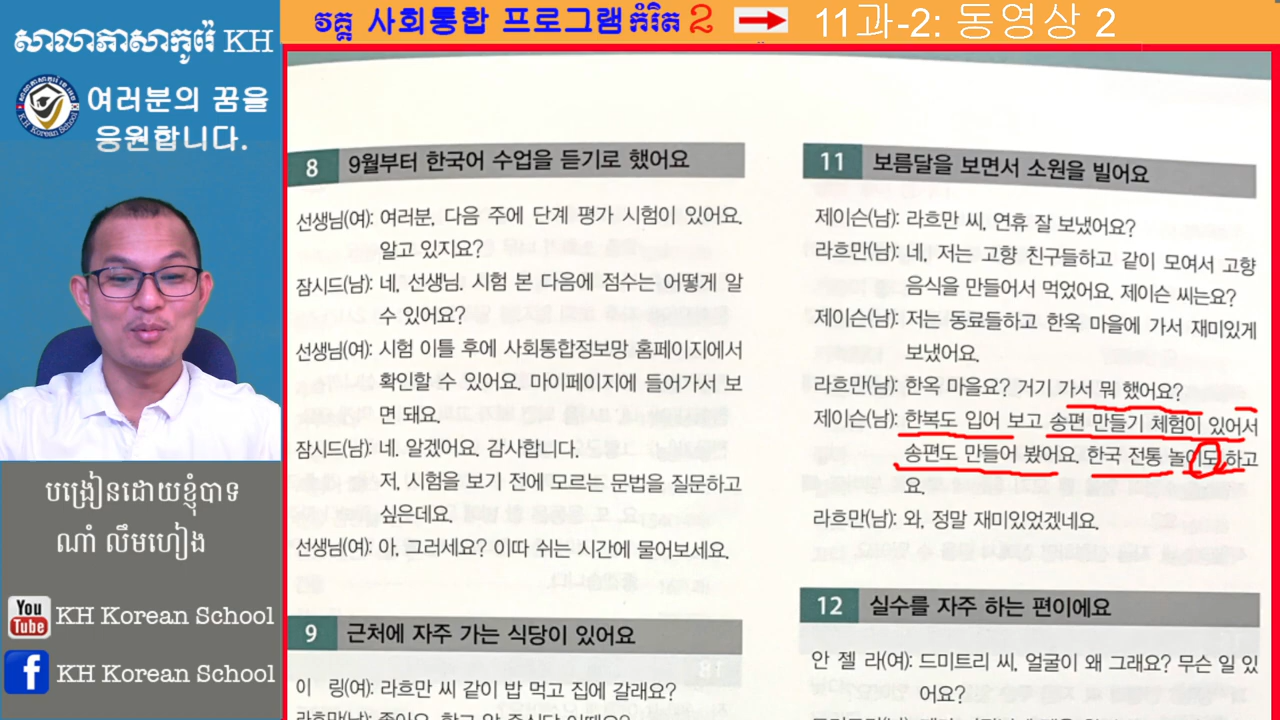 សាលាភាសាកូរ៉េ KH
KH Korean School
여러분의 꿈을
응원합니다.
វគ្គ 사회통합 프로그램 កំរិត 2
11과-2: 동영상 2
8 9월부터 한국어 수업을 듣기로 했어요
선생님(여): 여러분, 다음 주에 단계 평가 시험이 있어요.
알고 있지요?
잠시드(남): 네, 선생님. 시험 본 다음에 점수는 어떻게 알
수 있어요?
선생님(여): 시험 이틀 후에 사회통합정보망 홈페이지에서
확인할 수 있어요. 마이페이지에 들어가서 보
면 돼요.
잠시드(남): 네. 알겠어요. 감사합니다.
저, 시험을 보기 전에 모르는 문법을 질문하고
싶은데요.
선생님(여): 아, 그러세요? 이따 쉬는 시간에 물어보세요.
9 근처에 자주 가는 식당이 있어요
이 링(여): 라흐만 씨 같이 밥 먹고 집에 갈래요?
11 보름달을 보면서 소원을 빌어요
제이슨(남): 라흐만 씨, 연휴 잘 보냈어요?
라흐만(남): 네, 저는 고향 친구들하고 같이 모여서 고향
음식을 만들어서 먹었어요. 제이슨 씨는요?
제이슨(남): 저는 동료들하고 한옥 마을에 가서 재미있게
보냈어요.
라흐만(남): 한옥 마을요? 거기 가서 뭐 했어요?
제이슨(남): 한복도 입어 보고 송편 만들기 체험이 있어서
송편도 만들어 봤어요. 한국 전통 놀이도 하고
요.
라흐만(남): 와, 정말 재미있었겠네요.
12 실수를 자주 하는 편이에요
안 젤 라(여): 드미트리 씨, 얼굴이 왜 그래요? 무슨 일 있
어요?
បង្រៀនដោយខ្ញុំបាទ
ណាំ លឹមហៀង
You Tube KH Korean School
f KH Korean School